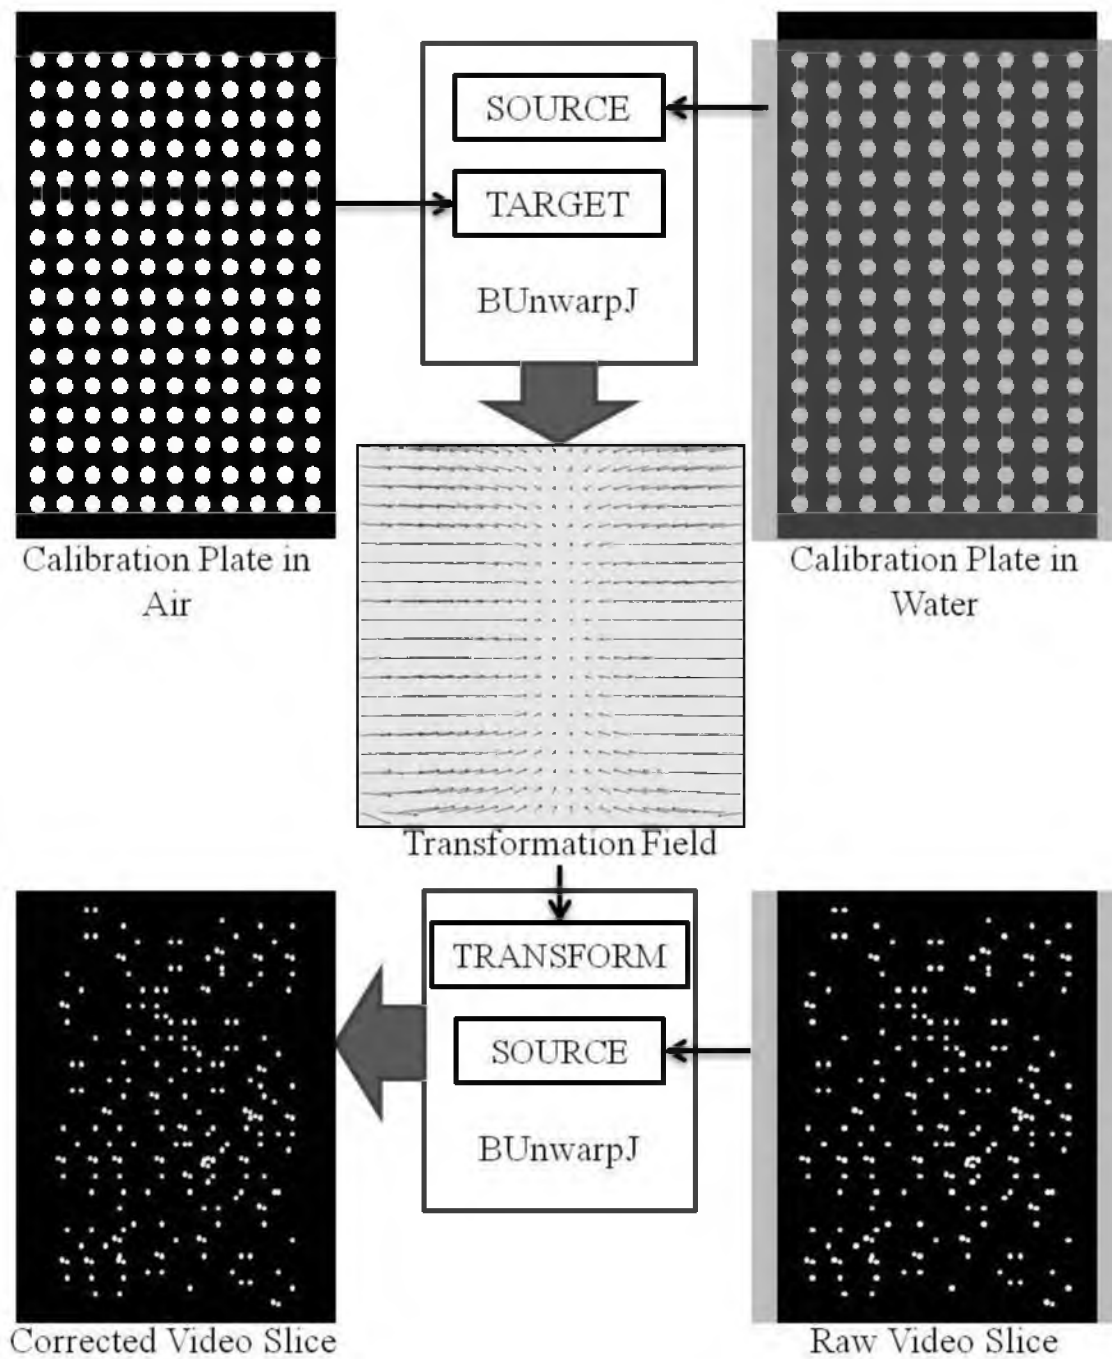 SOURCE
TARGET
BUnwarpJ
Calibration Plate in
Air
Calibration Plate in
Water
Transformation Field
TRANSFORM
SOURCE
BUnwarpJ
Corrected Video Slice
Raw Video Slice